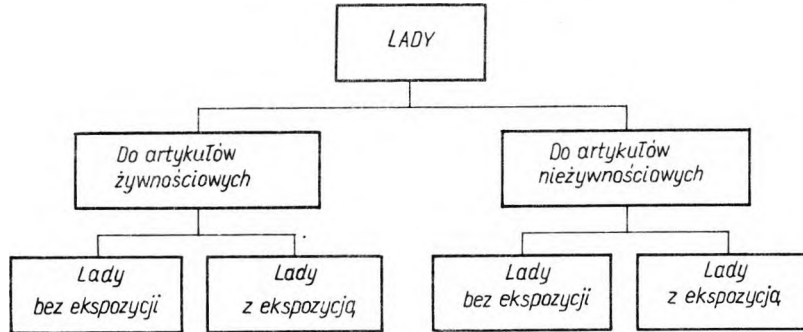 LADY
Do artykułów
żywnościowych
Do artykułów
nieżywnościowych
Lady
bez ekspozycji
Lady
z ekspozycją
Lady
bez ekspozycji
Lady
z ekspozycją